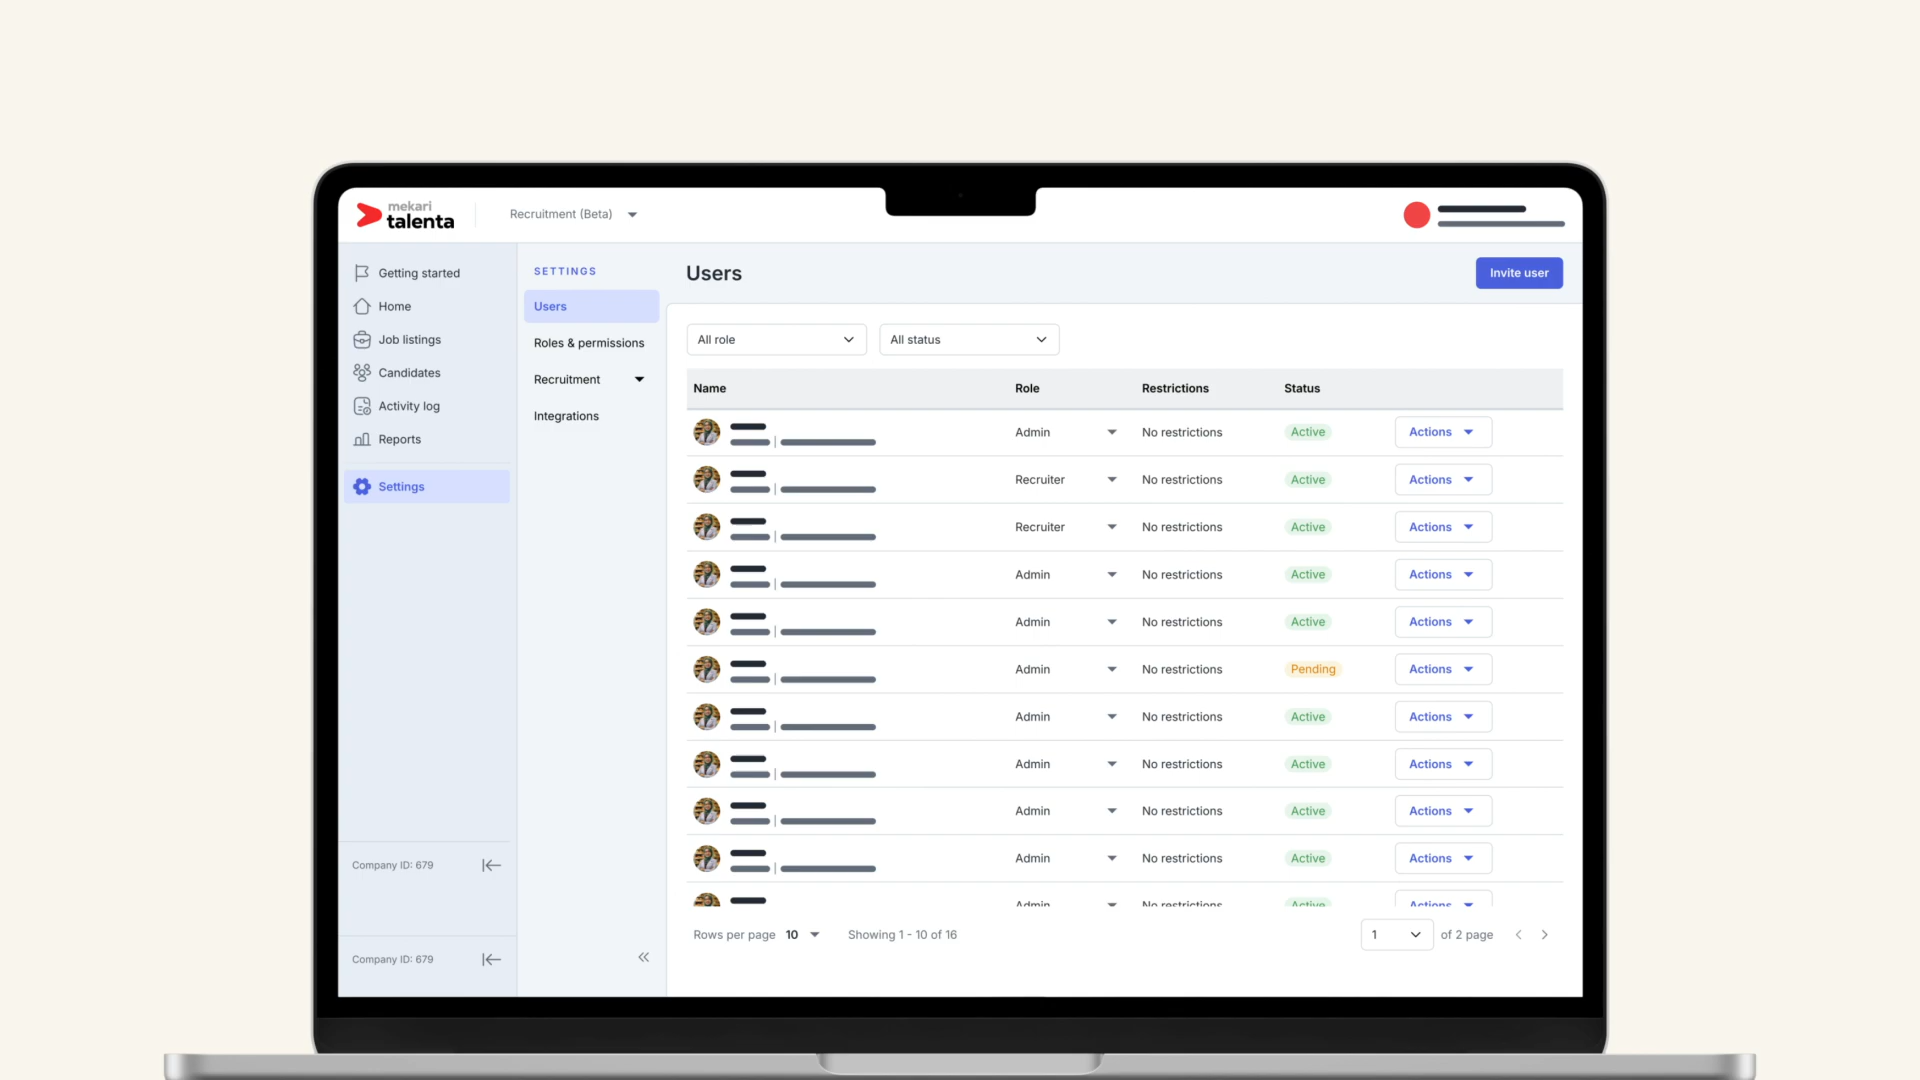 mekari
talenta
Recruitment (Beta)
Getting started
Home
Job listings
Candidates
Activity log
Reports
Settings
Company ID: 679
Company ID: 679
SETTINGS
Users
Roles & permissions
Recruitment
Integrations
Users
Invite user
All role
All status
Name Role Restrictions Status
Admin No restrictions Active Actions
Recruiter No restrictions Active Actions
Recruiter No restrictions Active Actions
Admin No restrictions Active Actions
Admin No restrictions Active Actions
Admin No restrictions Pending Actions
Admin No restrictions Active Actions
Admin No restrictions Active Actions
Admin No restrictions Active Actions
Admin No restrictions Active Actions
Admin No restrictions Active Actions
Rows per page 10 Showing 1 - 10 of 16 1 of 2 page